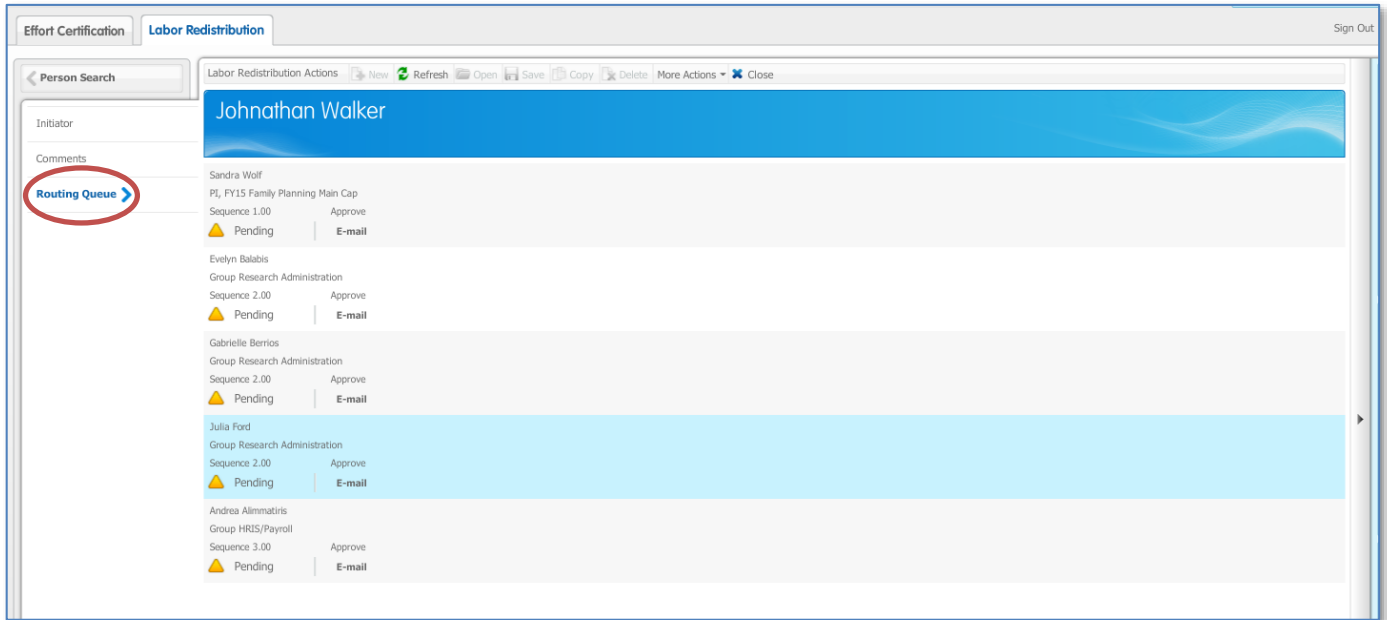 Effort Certification Labor Redistribution Sign Out
Person Search
Labor Redistribution Actions New Refresh Open Save Copy Delete More Actions Close
Johnathan Walker
Initiator
Comments
Routing Queue
Sandra Wolf
PI, FY15 Family Planning Main Cap
Sequence 1.00 Approve
Pending E-mail
Evelyn Balabis
Group Research Administration
Sequence 2.00 Approve
Pending E-mail
Gabrielle Berrios
Group Research Administration
Sequence 2.00 Approve
Pending E-mail
Julia Ford
Group Research Administration
Sequence 2.00 Approve
Pending E-mail
Andrea Alimmatiris
Group HRIS/Payroll
Sequence 3.00 Approve
Pending E-mail